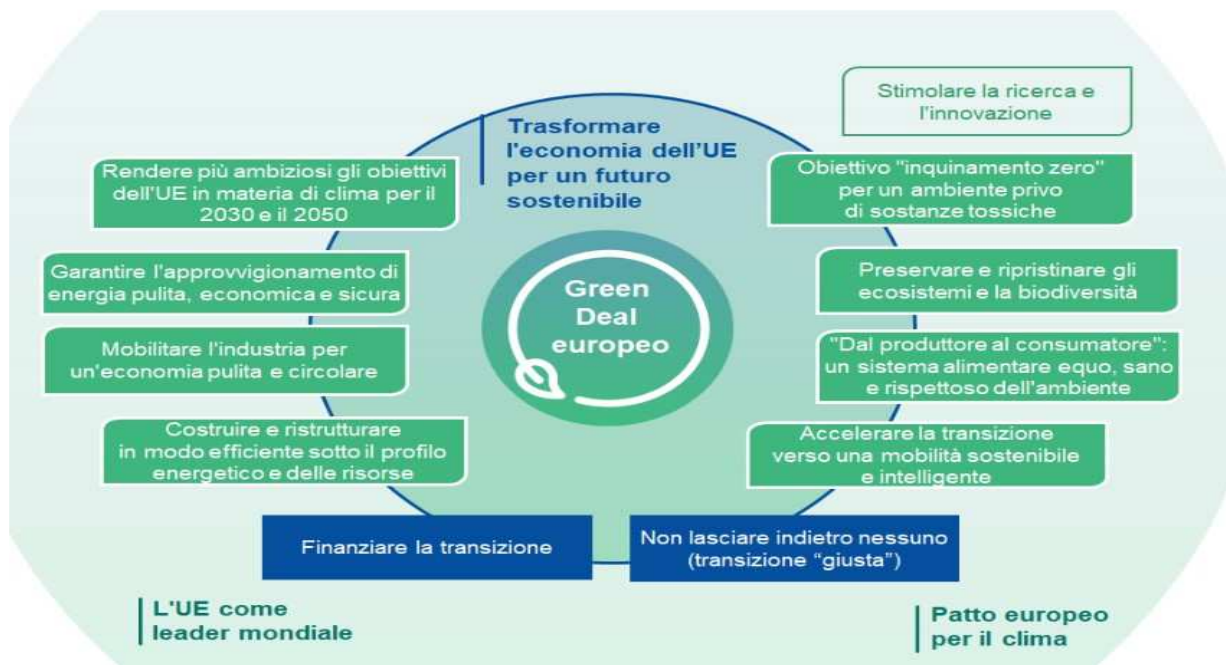 Stimolare la ricerca e
l'innovazione
Trasformare
l'economia dell'UE
per un futuro
sostenibile
Rendere più ambiziosi gli obiettivi
dell'UE in materia di clima per il
2030 e il 2050
Obiettivo "inquinamento zero"
per un ambiente privo
di sostanze tossiche
Garantire l'approvvigionamento di
energia pulita, economica e sicura
Preservare e ripristinare gli
ecosistemi e la biodiversità
Green
Deal
europeo
Mobilitare l'industria per
un'economia pulita e circolare
"Dal produttore al consumatore":
un sistema alimentare equo, sano
e rispettoso dell'ambiente
Costruire e ristrutturare
in modo efficiente sotto il profilo
energetico e delle risorse
Accelerare la transizione
verso una mobilità sostenibile
e intelligente
Finanziare la transizione
Non lasciare indietro nessuno
(transizione “giusta”)
L'UE come
leader mondiale
Patto europeo
per il clima